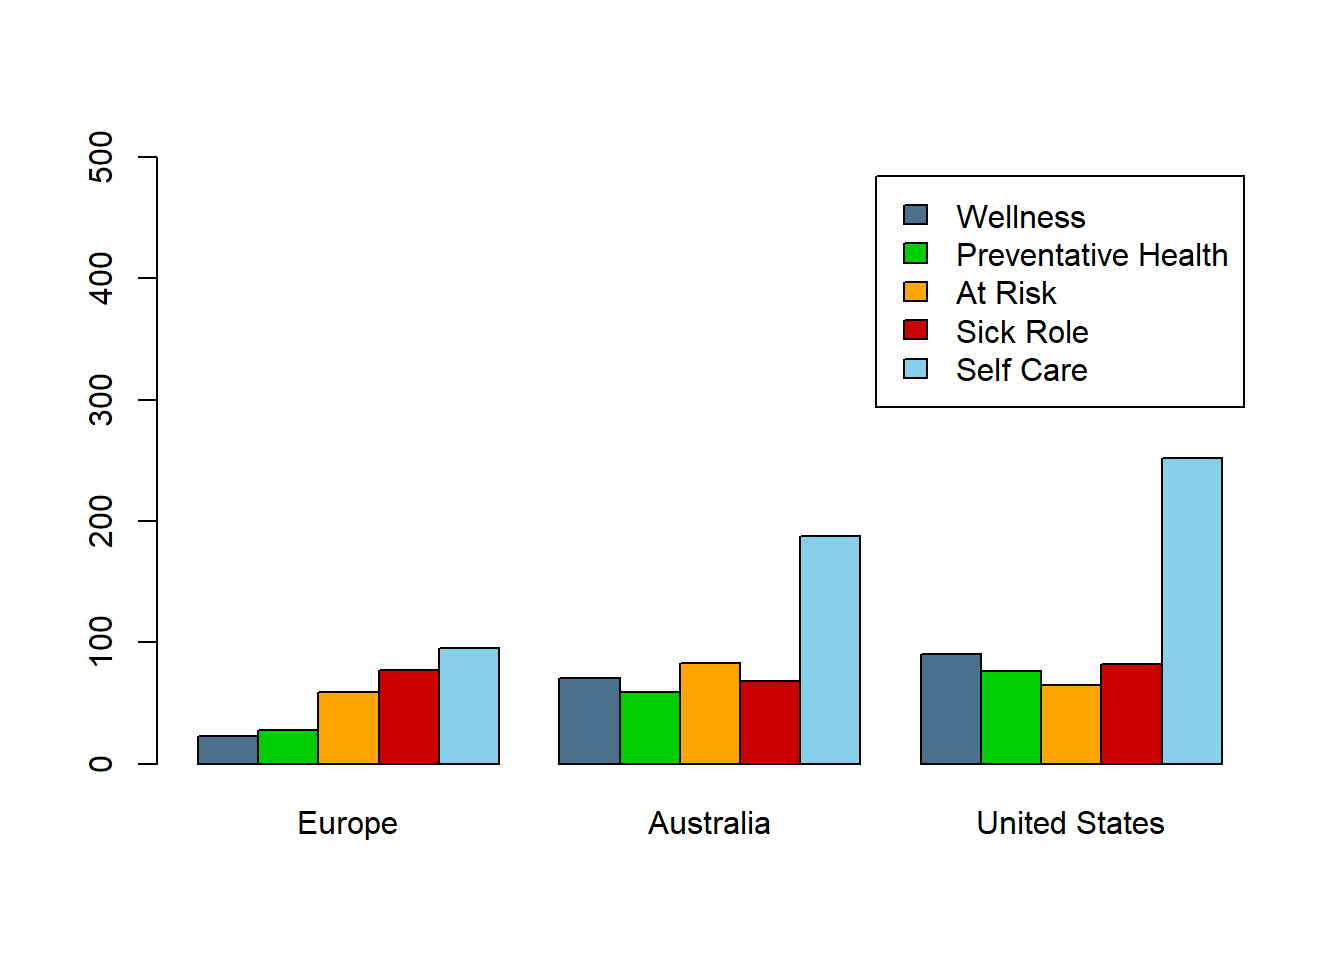 500
400
300
200
100
0
Wellness
Preventative Health
At Risk
Sick Role
Self Care
Europe
Australia
United States